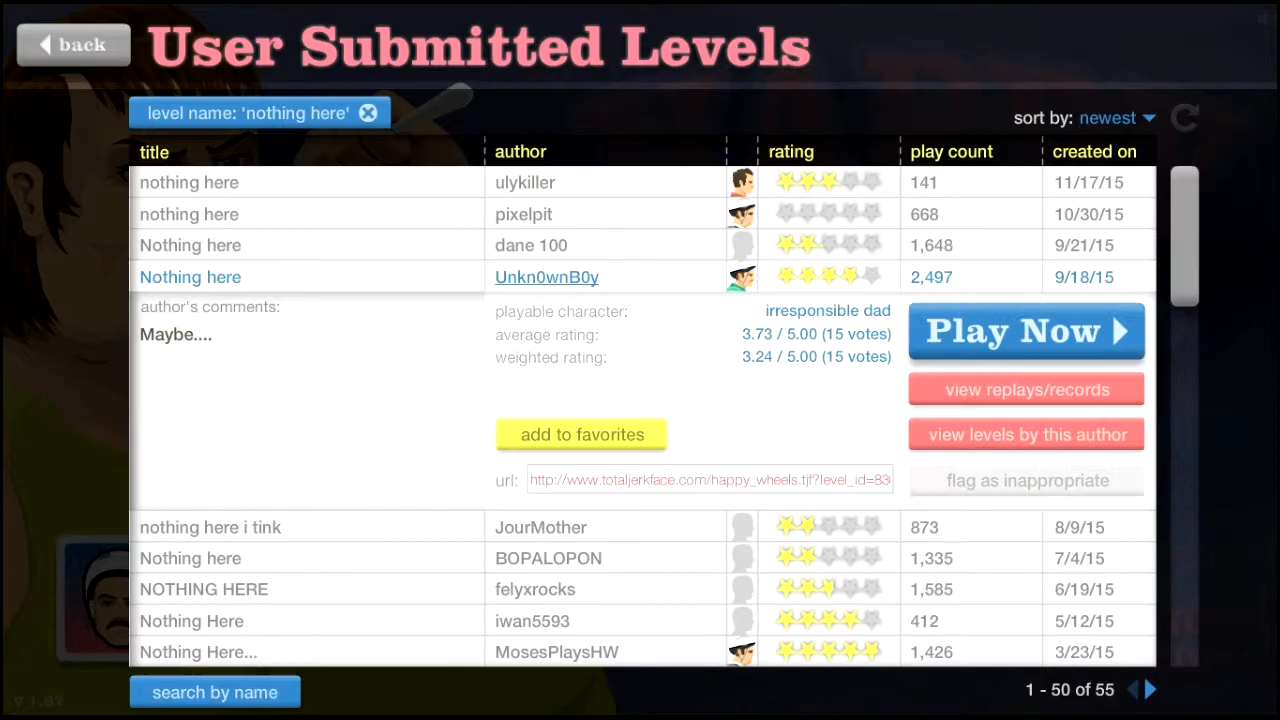 back
User Submitted Levels
level name: 'nothing here'
sort by: newest
title author rating play count created on
nothing here ulykiller 141 11/17/15
nothing here pixelpit 668 10/30/15
Nothing here dane 100 1,648 9/21/15
Nothing here Unkn0wnB0y 2,497 9/18/15
author's comments:
Maybe....
playable character: irresponsible dad
average rating: 3.73 / 5.00 (15 votes)
weighted rating: 3.24 / 5.00 (15 votes)
Play Now
view replays/records
add to favorites
view levels by this author
url: http://www.totaljerkface.com/happy_wheels.tjf?level_id=83
flag as inappropriate
nothing here i tink JourMother 873 8/9/15
Nothing here BOPALOPON 1,335 7/4/15
NOTHING HERE felyxrocks 1,585 6/19/15
Nothing Here iwan5593 412 5/12/15
Nothing Here... MosesPlaysHW 1,426 3/23/15
search by name
1 - 50 of 55
v 1.87